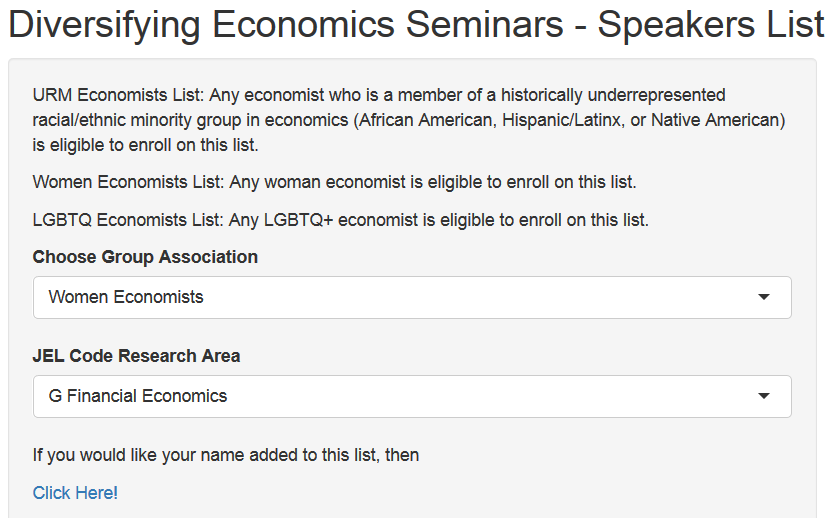 Diversifying Economics Seminars - Speakers List
URM Economists List: Any economist who is a member of a historically underrepresented
racial/ethnic minority group in economics (African American, Hispanic/Latinx, or Native American)
is eligible to enroll on this list.
Women Economists List: Any woman economist is eligible to enroll on this list.
LGBTQ Economists List: Any LGBTQ+ economist is eligible to enroll on this list.
Choose Group Association
Women Economists
JEL Code Research Area
G Financial Economics
If you would like your name added to this list, then
Click Here!